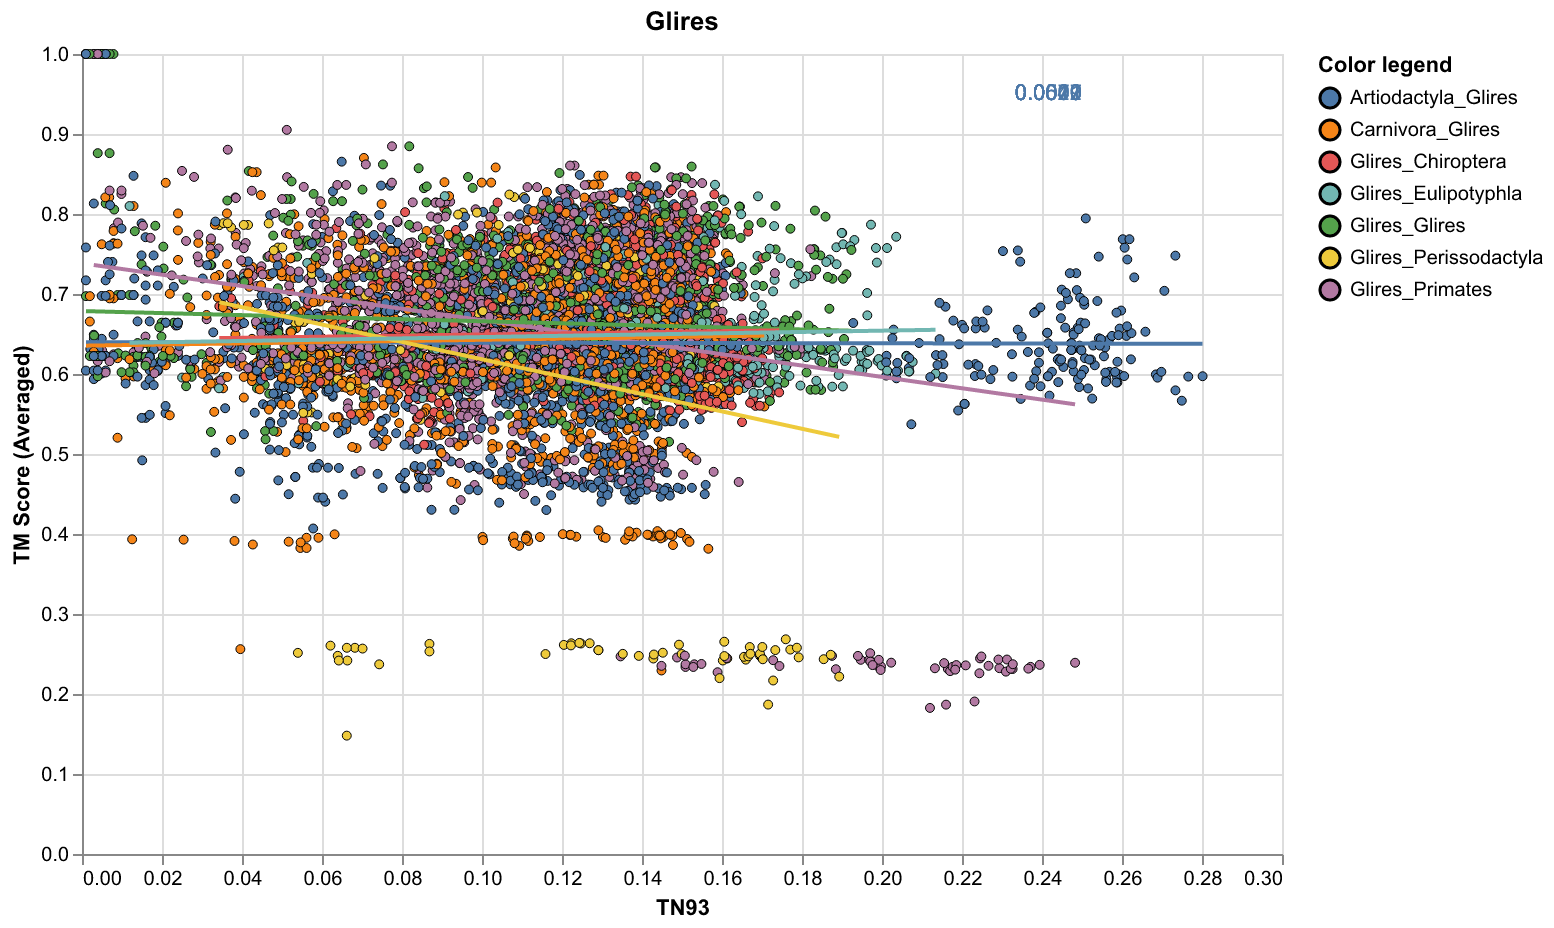 Glires
1.0
0.9
0.8
0.7
0.6
0.5
0.4
0.3
0.2
0.1
0.0
TM Score (Averaged)
0.00 0.02 0.04 0.06 0.08 0.10 0.12 0.14 0.16 0.18 0.20 0.22 0.24 0.26 0.28 0.30
TN93
Color legend
Artiodactyla_Glires
Carnivora_Glires
Glires_Chiroptera
Glires_Eulipotyphla
Glires_Glires
Glires_Perissodactyla
Glires_Primates